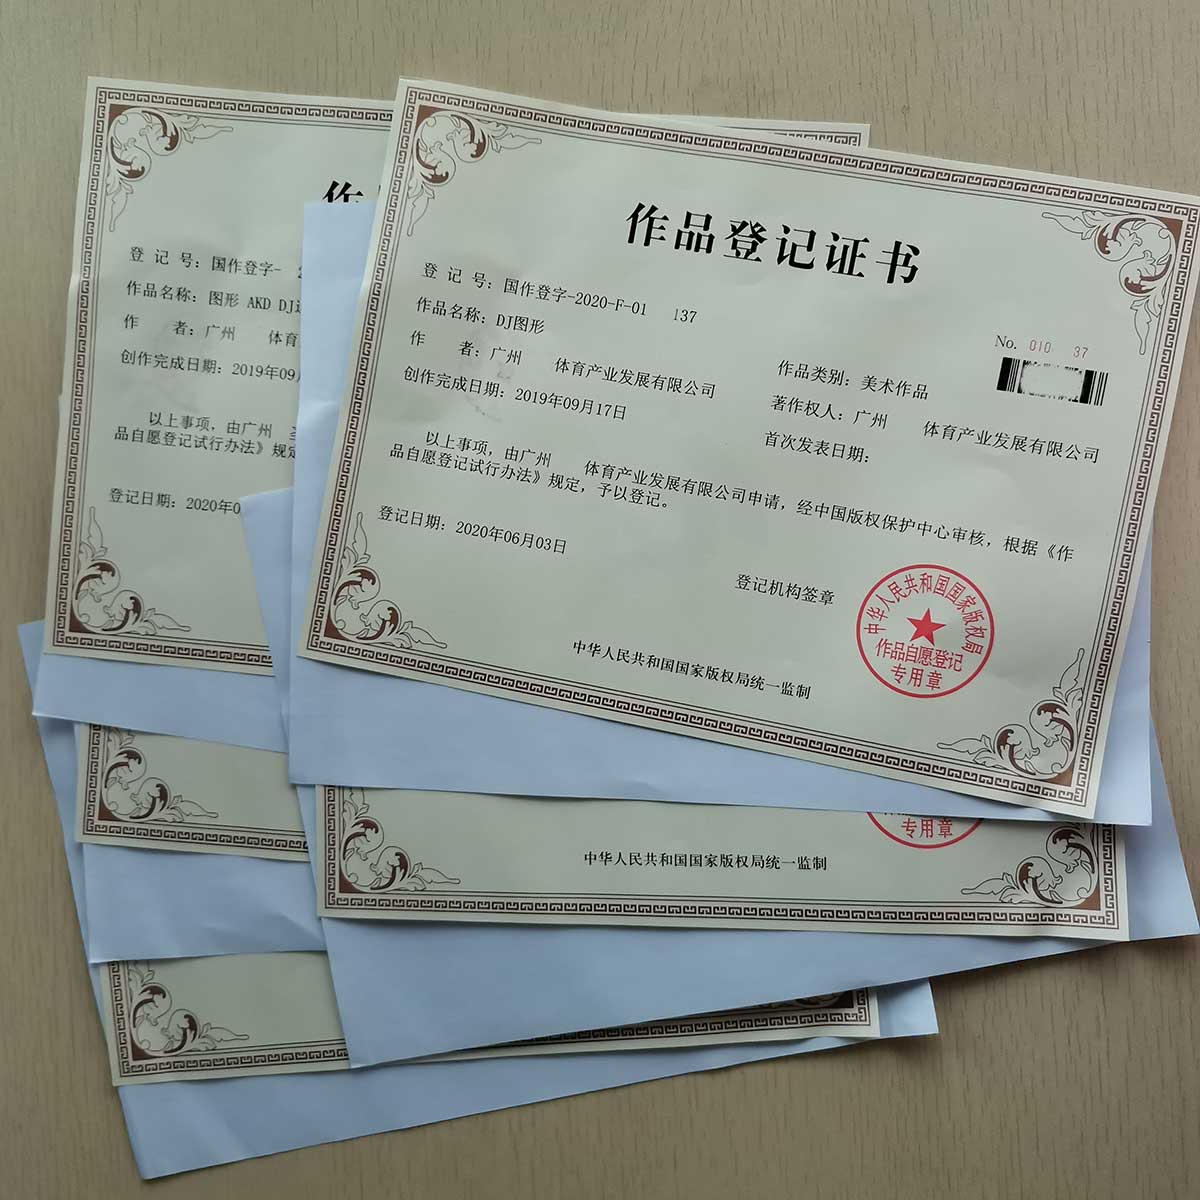 作品登记证书
登 记 号：国作登字-2020-F-01 137
作品名称：DJ图形
作 者：广州 体育产业发展有限公司
创作完成日期：2019年09月17日
No. 010 37
作品类别：美术作品
著作权人：广州 体育产业发展有限公司
首次发表日期：
以上事项，由广州 体育产业发展有限公司申请，经中国版权保护中心审核，根据《作
品自愿登记试行办法》规定，予以登记。
登记日期：2020年06月03日
登记机构签章
中华人民共和国国家版权局
作品自愿登记
专用章
中华人民共和国国家版权局统一监制
作
登 记 号：国作登字-
作品名称：图形 AKD DJ
作 者：广州 体育
创作完成日期：2019年09
以上事项，由广州
品自愿登记试行办法》规定
登记日期：2020年0
专用章
中华人民共和国国家版权局统一监制